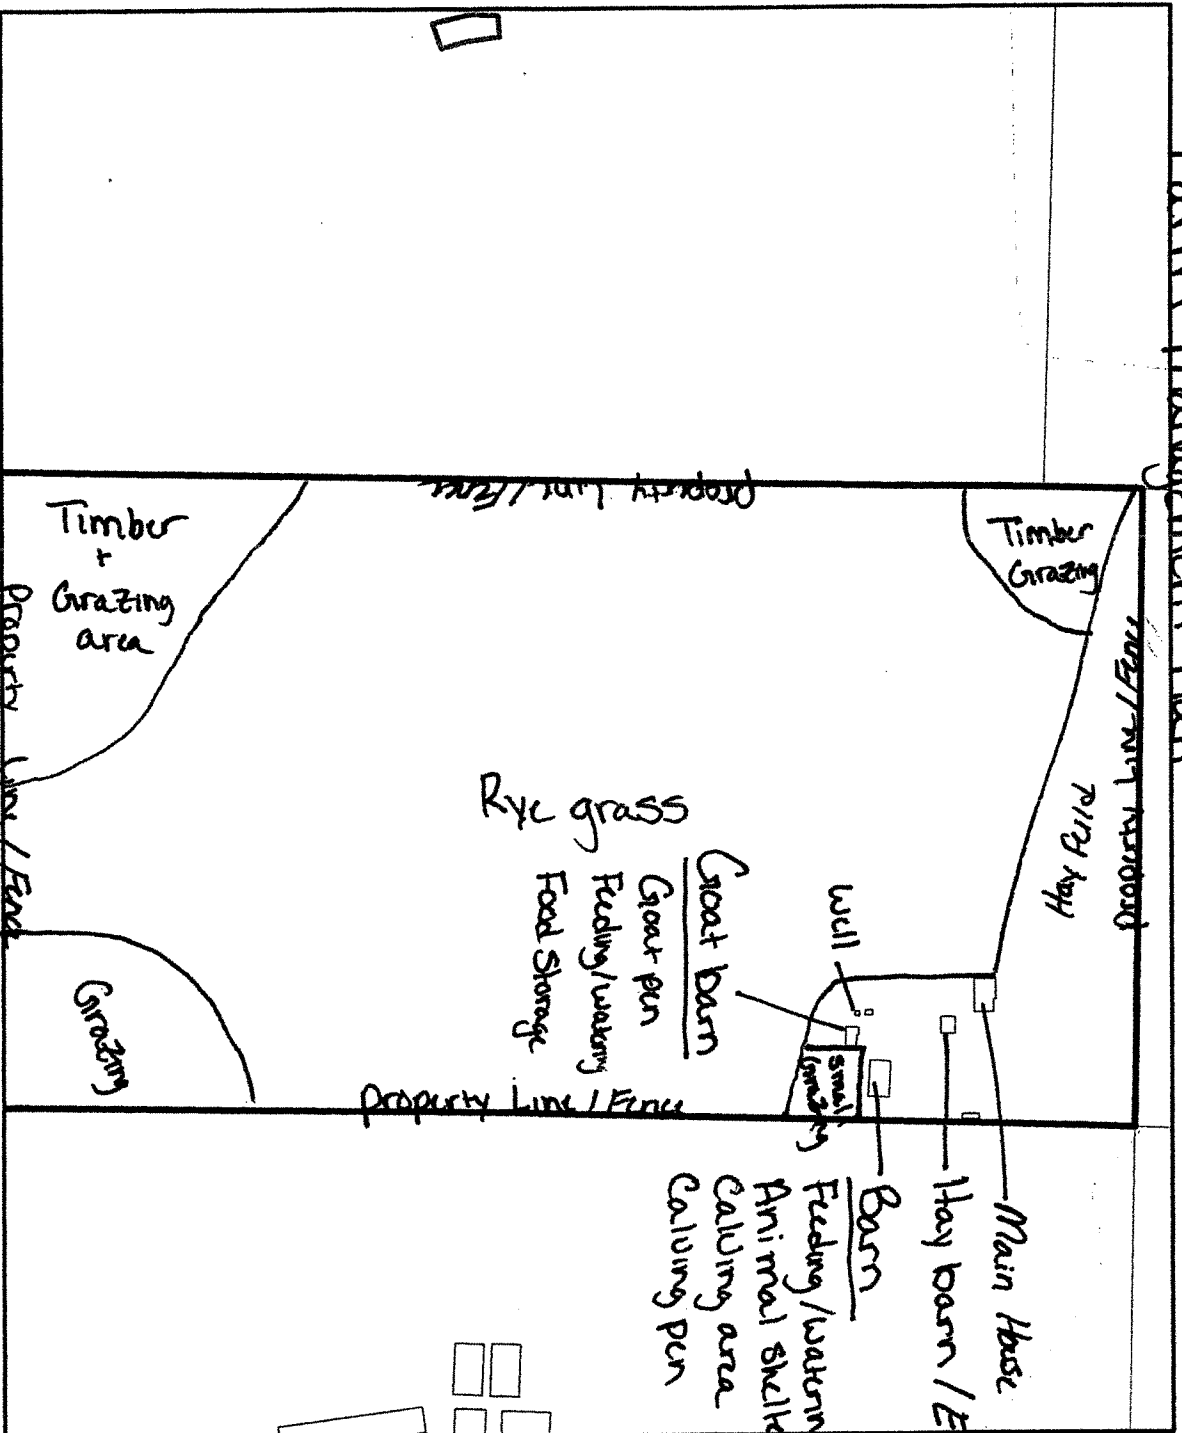 Property Line / Fence
Timber
+
Grazing
area
Property Line / Fence
Timber
Grazing
Property Line / Fence
Hay Field
Rye grass
Goat barn
Goat pen
Feeding/watering
Food Storage
well
small
Grazing
Grazing
Property Line / Fence
Main House
Hay barn / E
Barn
Feeding/waterin
Animal shelte
Calving area
Calving pen